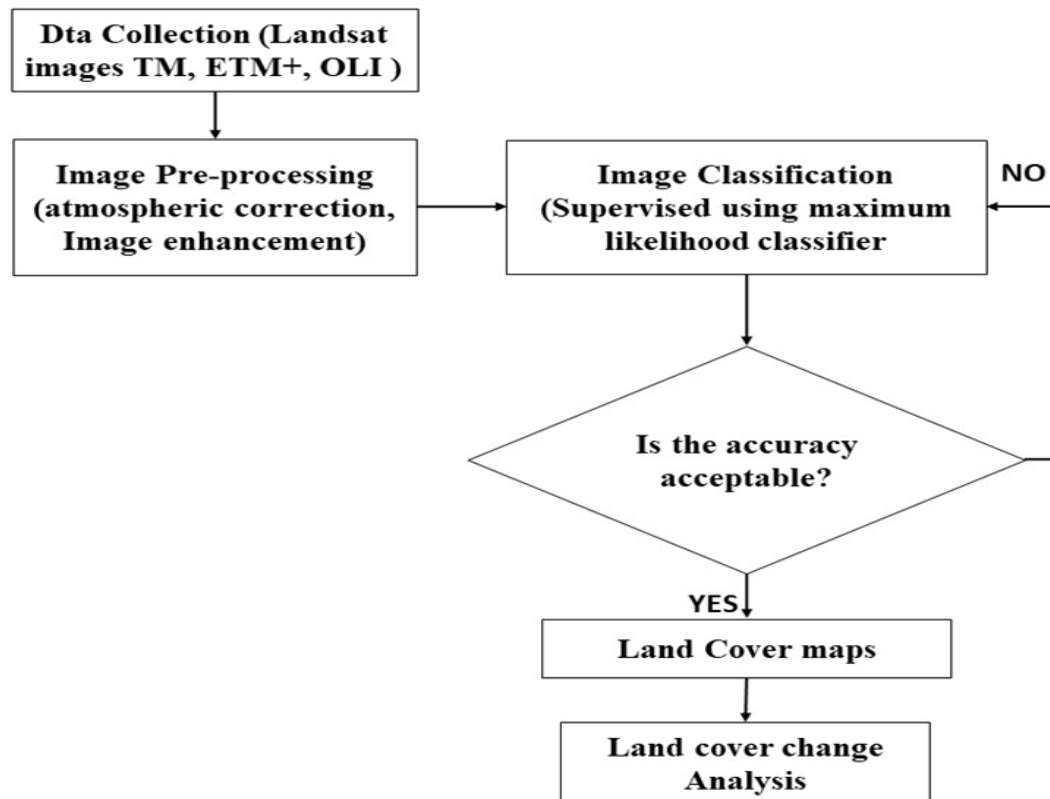 Dta Collection (Landsat
images TM, ETM+, OLI )
Image Pre-processing
(atmospheric correction,
Image enhancement)
Image Classification
(Supervised using maximum
likelihood classifier
NO
Is the accuracy
acceptable?
YES
Land Cover maps
Land cover change
Analysis